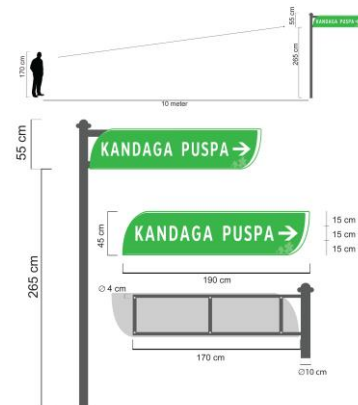 55 cm
KANDAGA PUSPA →
170 cm
265 cm
10 meter
55 cm
KANDAGA PUSPA →
265 cm
45 cm
KANDAGA PUSPA →
15 cm
15 cm
15 cm
190 cm
∅ 4 cm
170 cm
∅10 cm